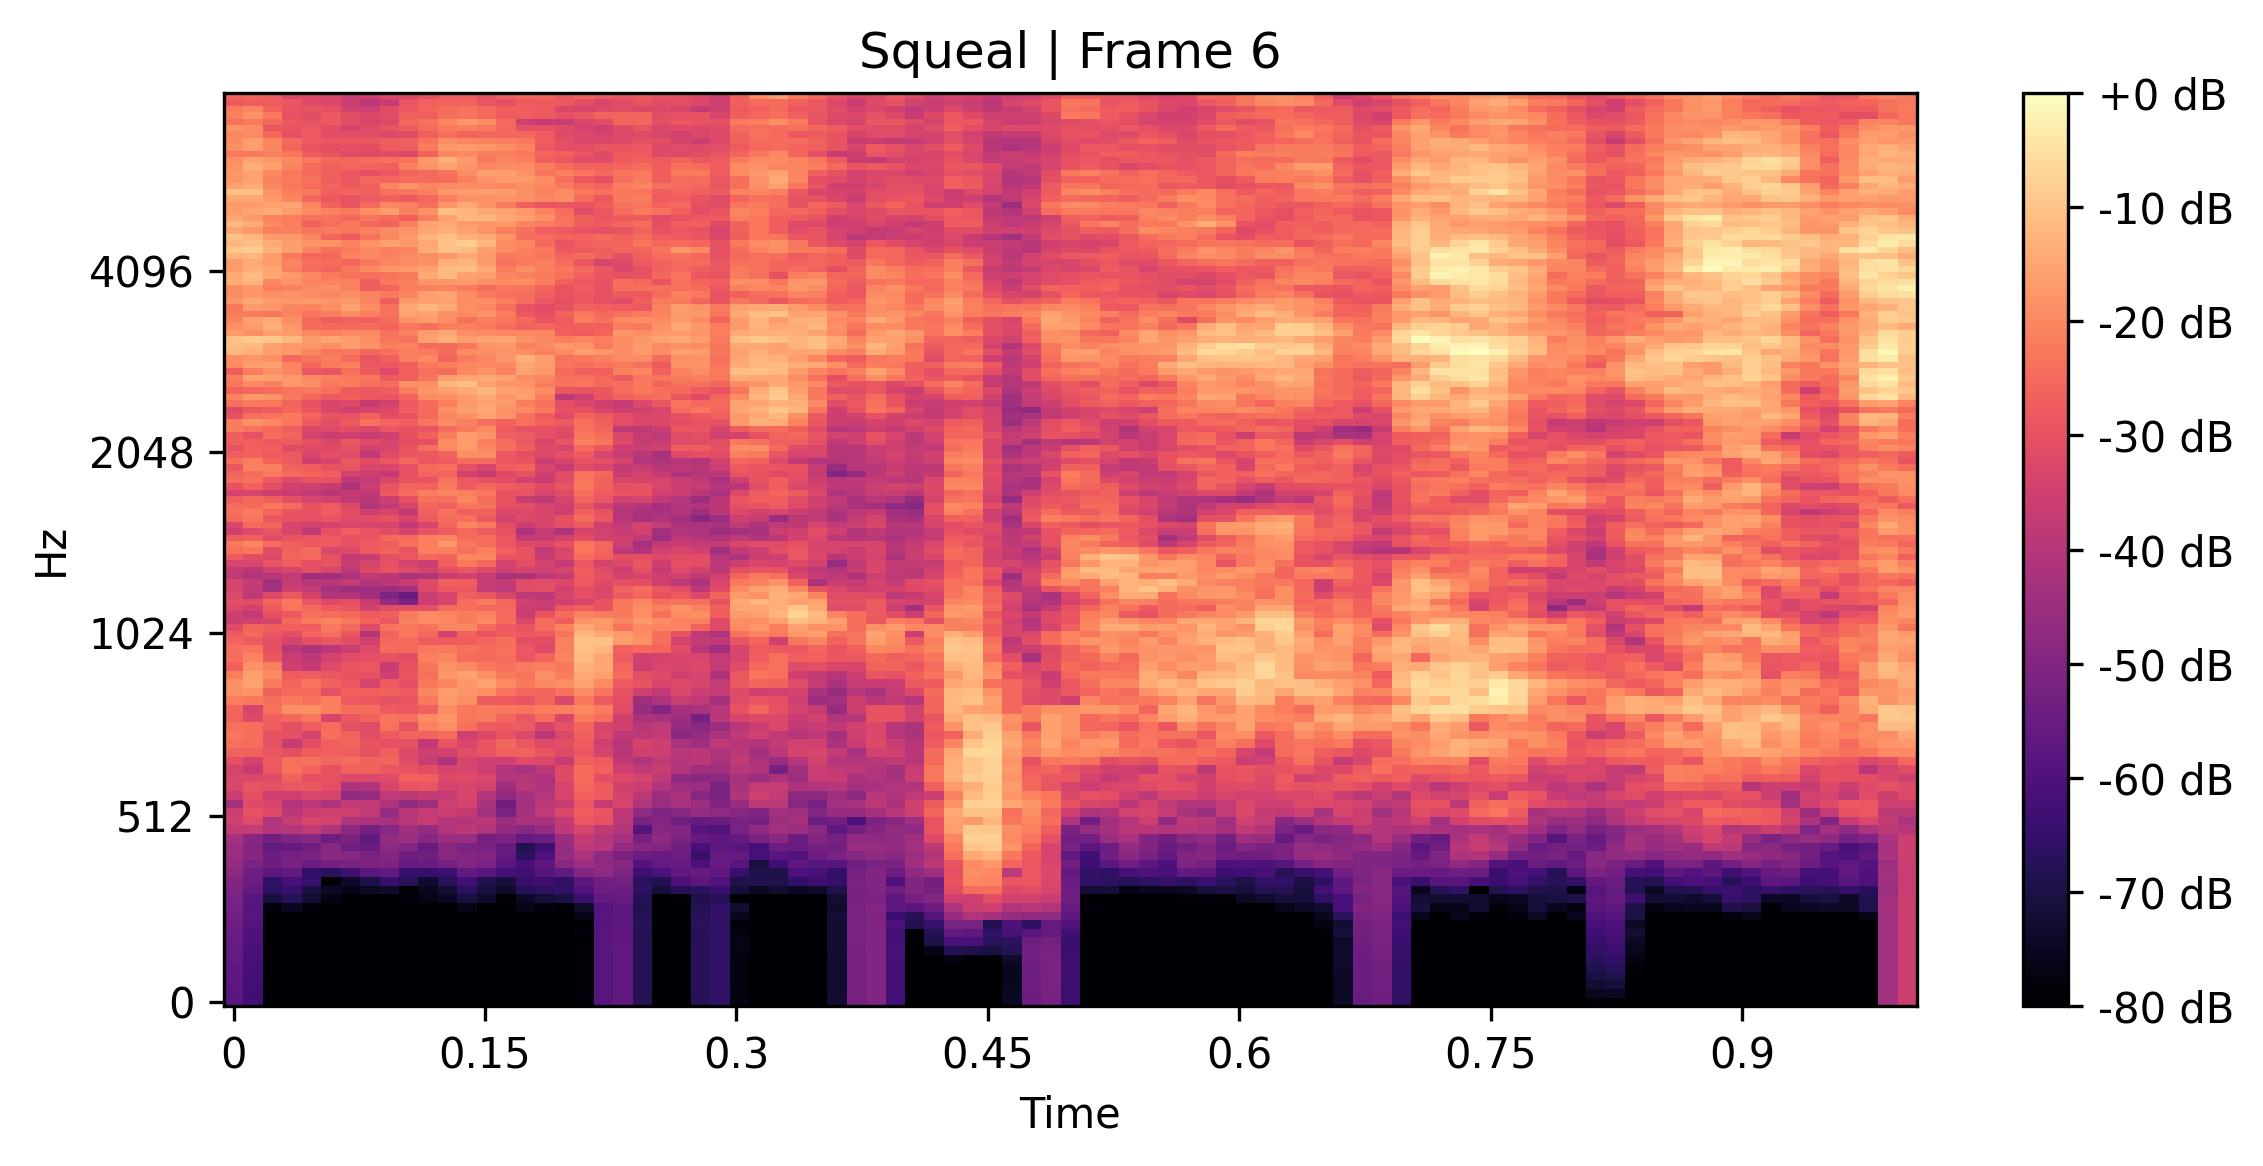 Squeal | Frame 6
+0 dB
-10 dB
-20 dB
-30 dB
-40 dB
-50 dB
-60 dB
-70 dB
-80 dB
Hz
4096
2048
1024
512
0
0 0.15 0.3 0.45 0.6 0.75 0.9
Time